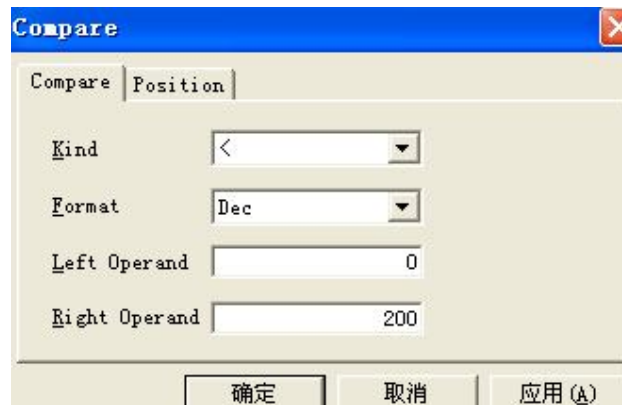 Compare
Compare Position
Kind <
Format Dec
Left Operand 0
Right Operand 200
确定 取消 应用(A)